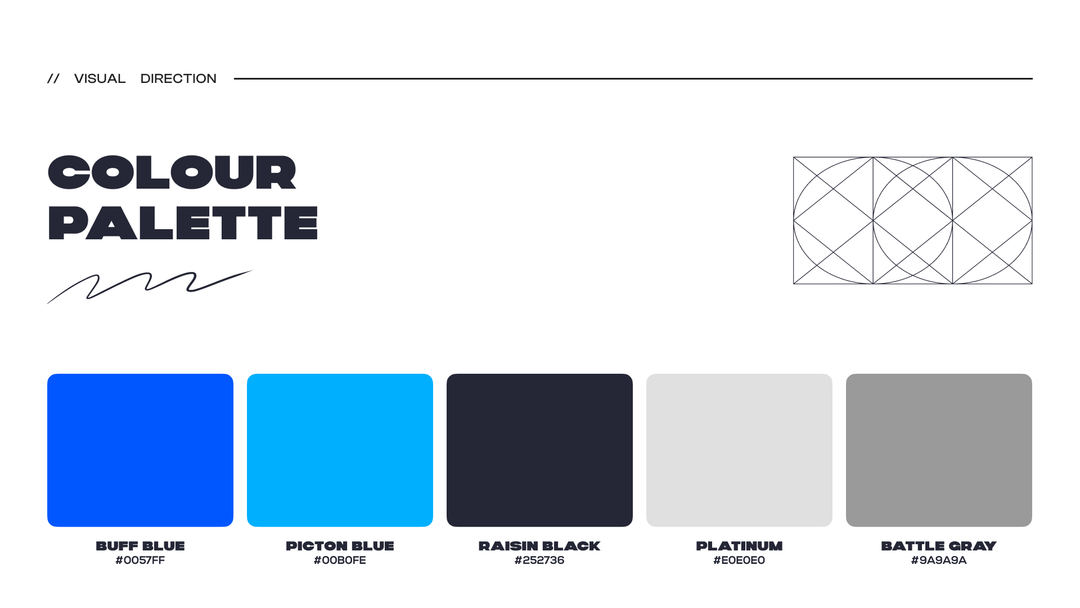 // VISUAL DIRECTION
COLOUR
PALETTE
BUFF BLUE
#0057FF
PICTON BLUE
#00B0FE
RAISIN BLACK
#252736
PLATINUM
#E0E0E0
BATTLE GRAY
#9A9A9A